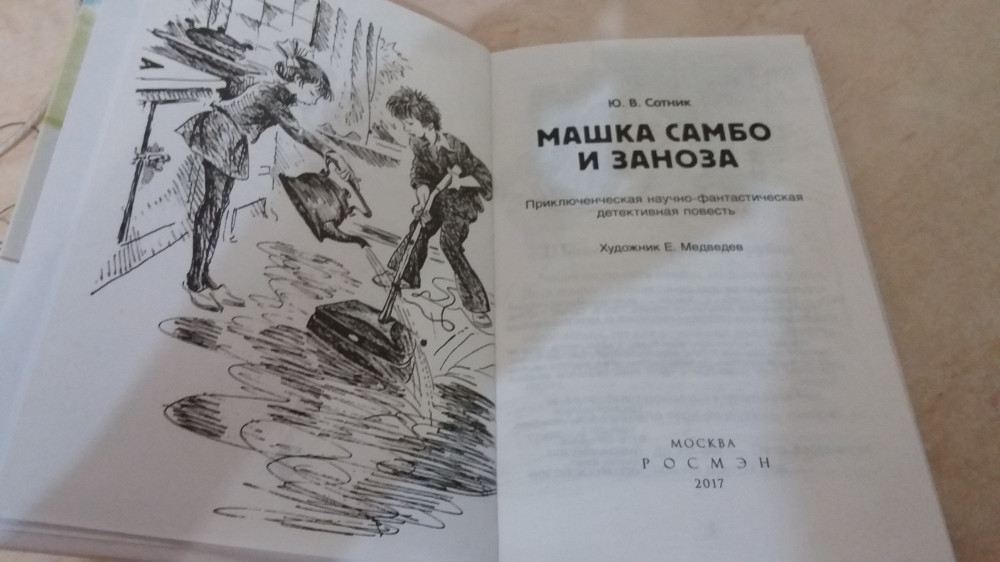 Ю. В. Сотник
МАШКА САМБО
И ЗАНОЗА
Приключенческая научно-фантастическая
детективная повесть
Художник Е. Медведев
МОСКВА
РОСМЭН
2017